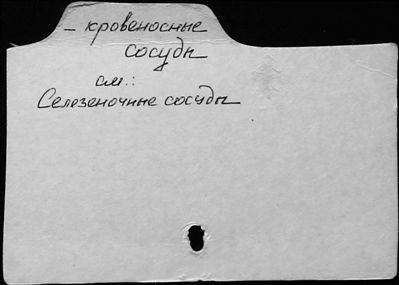 – кровеносные
сосуды
см.:
Селезеночные сосуды